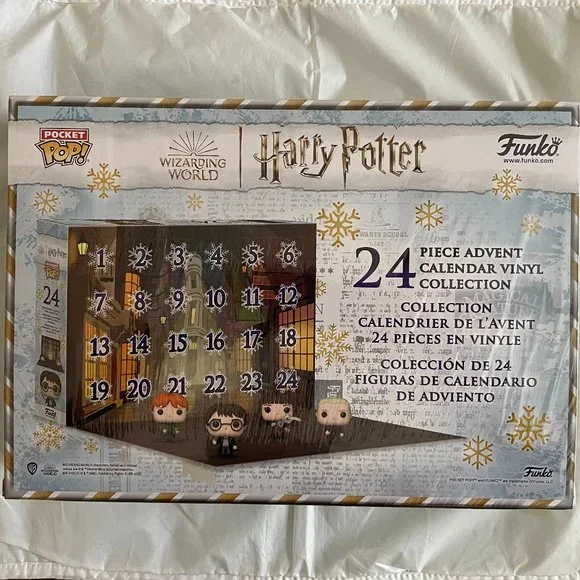 POCKET
POP!
WIZARDING
WORLD
Harry Potter
Funko
www.funko.com
24
PIECE ADVENT
CALENDAR VINYL
COLLECTION
COLLECTION
CALENDRIER DE L'AVENT
24 PIÈCES EN VINYLE
COLECCIÓN DE 24
FIGURAS DE CALENDARIO
DE ADVIENTO
Harry Potter
24
1 2 3 4 5 6
7 8 9 10 11 12
13 14 15 16 17 18
19 20 21 22 23 24
Funko